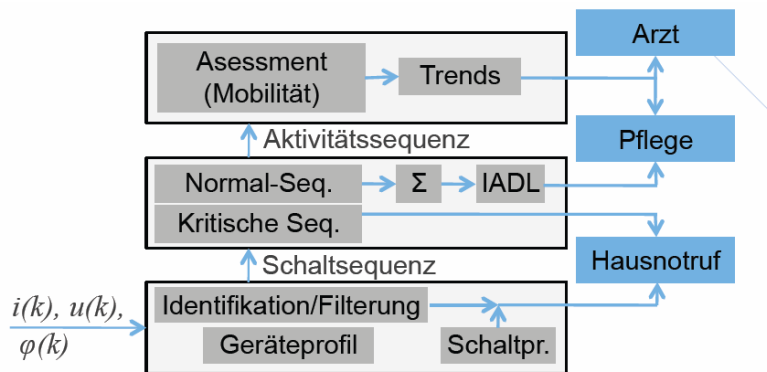 Arzt
Asessment
(Mobilität)
Trends
Aktivitätssequenz
Pflege
Normal-Seq.
Σ
IADL
Kritische Seq.
Schaltsequenz
Hausnotruf
i(k), u(k),
φ(k)
Identifikation/Filterung
Geräteprofil
Schaltpr.